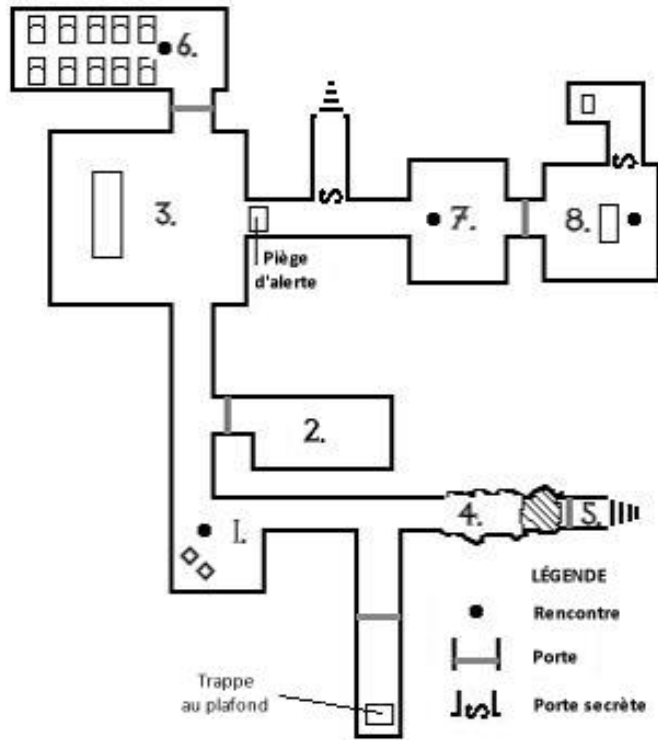 6.
3.
7.
8.
S
S
Piège
d'alerte
2.
1.
4.
5.
LÉGENDE
Rencontre
Porte
Trappe
au plafond
S
Porte secrète